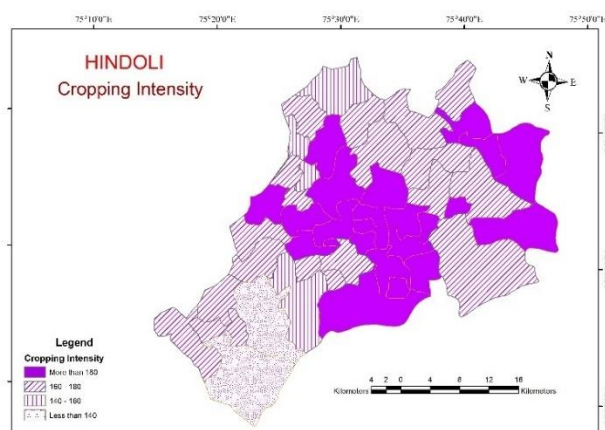 75°10'0"E 75°20'0"E 75°30'0"E 75°40'0"E 75°50'0"E
HINDOLI
Cropping Intensity
N
W E
S
Legend
Cropping Intensity
More than 180
160 - 180
140 - 160
Less than 140
4 2 0 4 8 12 16
Kilometers Kilometers